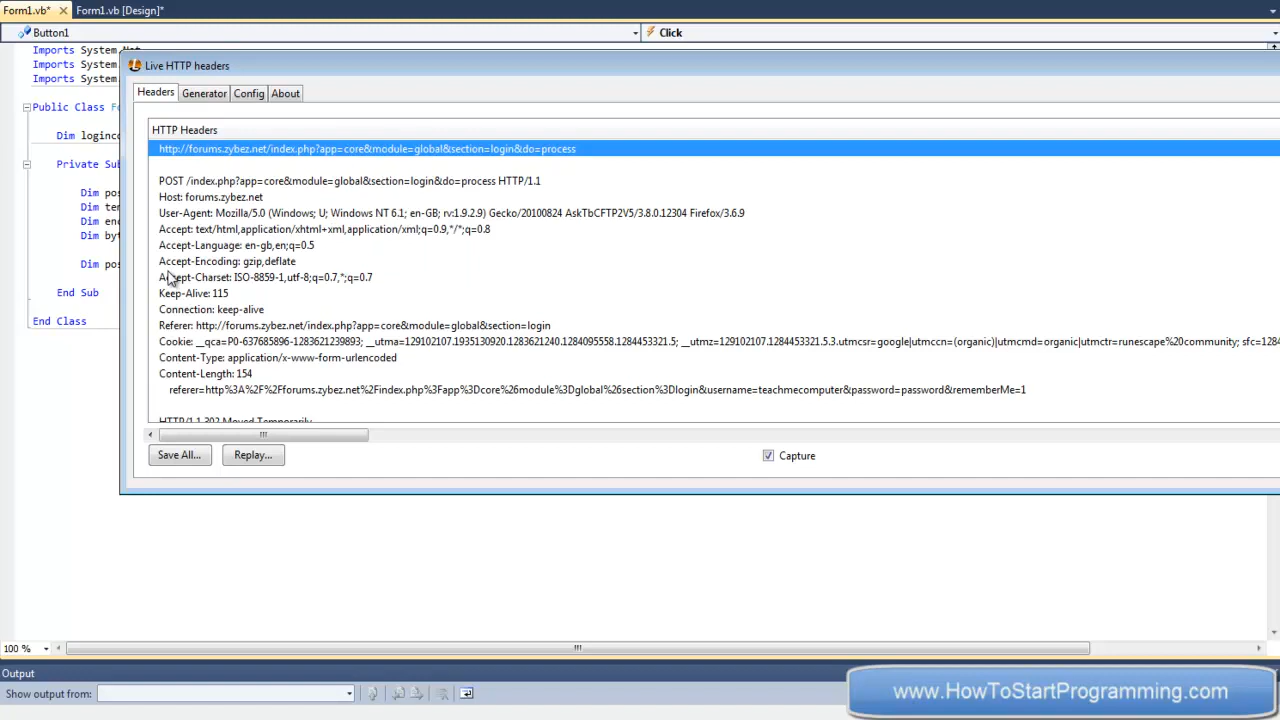 Form1.vb* Form1.vb [Design]*
Button1 Click
Imports System.Net
Imports System.
Imports System.
Live HTTP headers
Headers Generator Config About
Public Class
Dim
Private Sub
Dim
Dim
Dim
Dim
Dim
End Sub
End Class
HTTP Headers
http://forums.zybez.net/index.php?app=core&module=global&section=login&do=process
POST /index.php?app=core&module=global&section=login&do=process HTTP/1.1
Host: forums.zybez.net
User-Agent: Mozilla/5.0 (Windows; U; Windows NT 6.1; en-GB; rv:1.9.2.9) Gecko/20100824 AskTbCFTP2V5/3.8.0.12304 Firefox/3.6.9
Accept: text/html,application/xhtml+xml,application/xml;q=0.9,*/*;q=0.8
Accept-Language: en-gb,en;q=0.5
Accept-Encoding: gzip,deflate
Accept-Charset: ISO-8859-1,utf-8;q=0.7,*;q=0.7
Keep-Alive: 115
Connection: keep-alive
Referer: http://forums.zybez.net/index.php?app=core&module=global&section=login
Cookie: __qca=P0-637685896-1283621239893; __utma=129102107.1935130920.1283621240.1284095558.1284453321.5; __utmz=129102107.1284453321.5.3.utmcsr=google|utmccn=(organic)|utmcmd=organic|utmctr=runescape%20community; sfc=1284
Content-Type: application/x-www-form-urlencoded
Content-Length: 154
referer=http%3A%2F%2Fforums.zybez.net%2Findex.php%3Fapp%3Dcore%26module%3Dglobal%26section%3Dlogin&username=teachmecomputer&password=password&rememberMe=1
HTTP/1.1 302 Moved Temporarily
Save All... Replay... Capture
100 %
Output
Show output from:
www.HowToStartProgramming.com